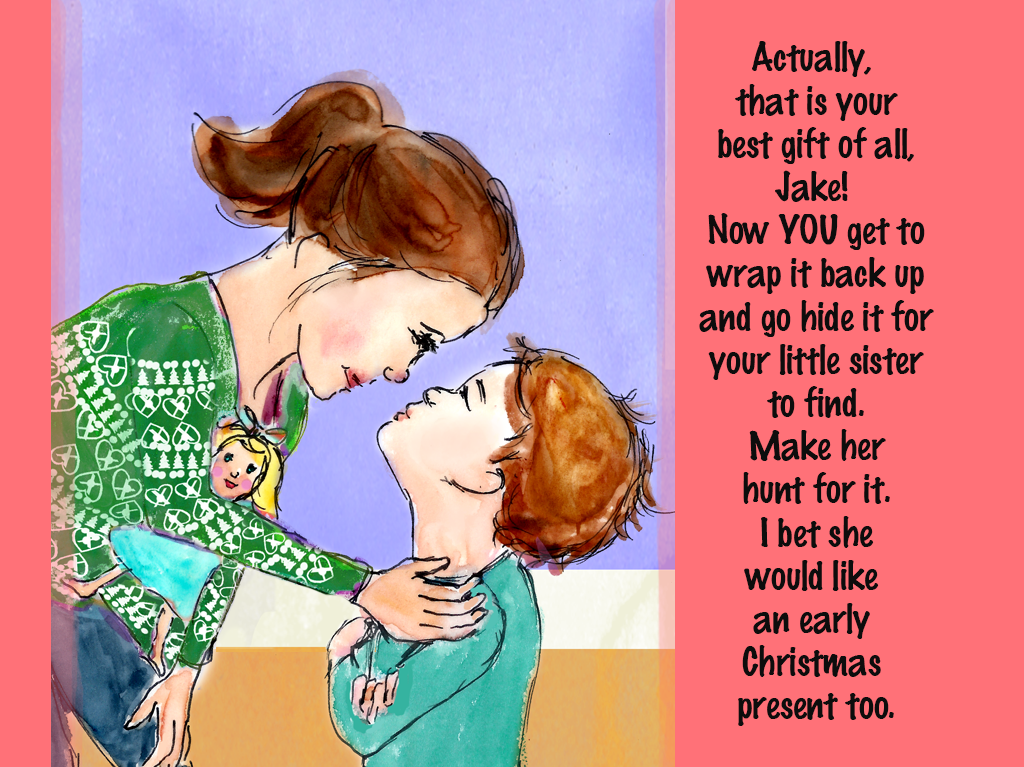 Actually,
that is your
best gift of all,
Jake!
Now YOU get to
wrap it back up
and go hide it for
your little sister
to find.
Make her
hunt for it.
I bet she
would like
an early
Christmas
present too.